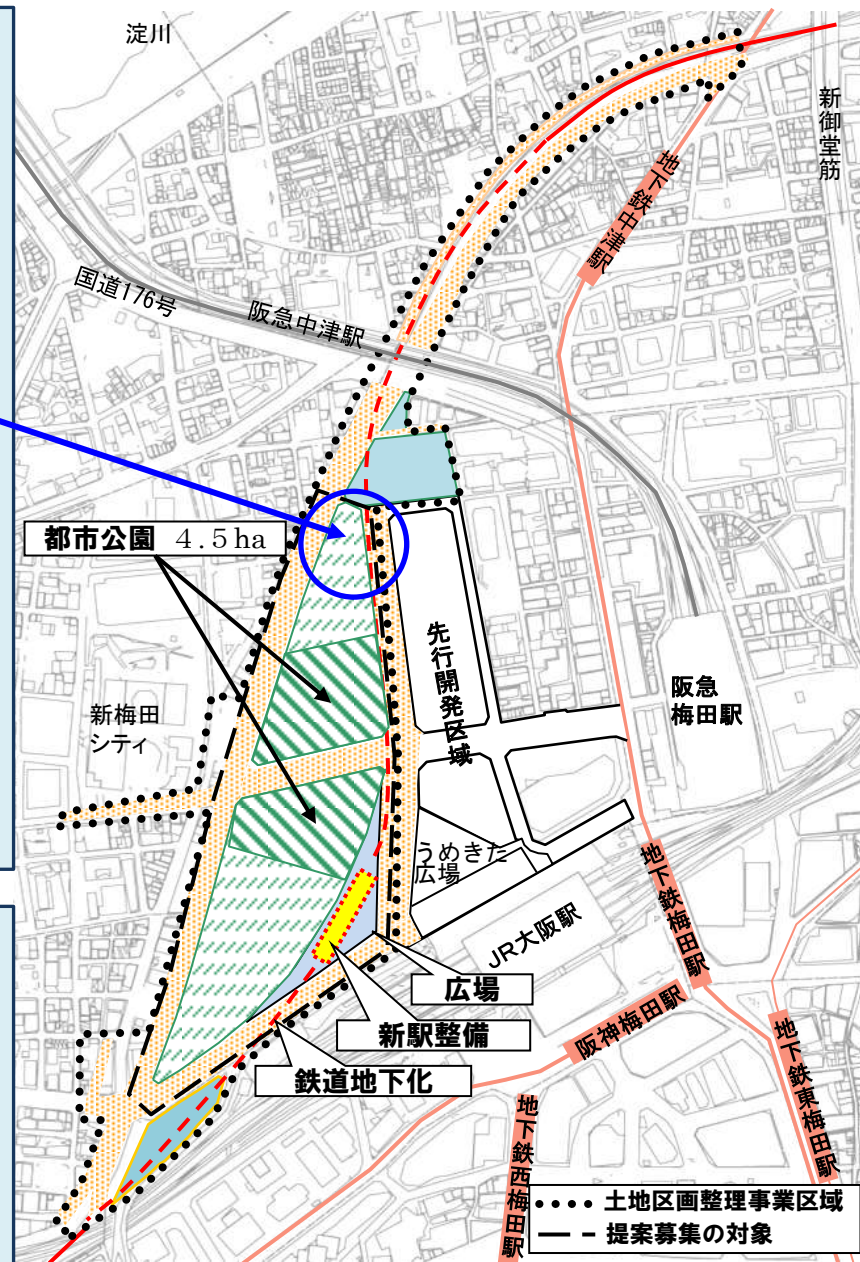 淀川
新御堂筋
地下鉄中津駅
国道176号
阪急中津駅
都市公園 4.5ha
先行開発区域
阪急
梅田駅
新梅田
シティ
うめきた
広場
地下鉄梅田駅
JR大阪駅
広場
新駅整備
阪神梅田駅
鉄道地下化
地下鉄東梅田駅
地下鉄西梅田駅
土地区画整理事業区域
提案募集の対象